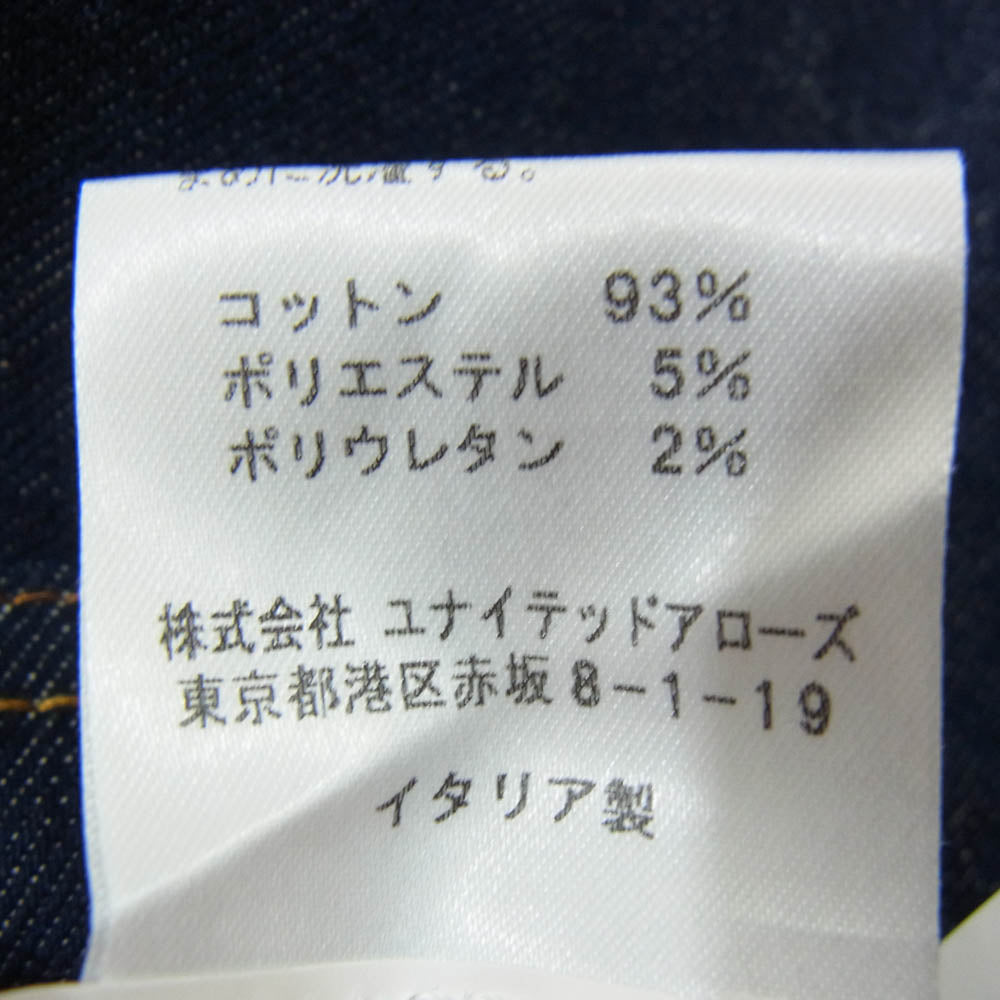 する。
コットン 93%
ポリエステル 5%
ポリウレタン 2%
株式会社 ユナイテッドアローズ
東京都港区赤坂8-1-19
イタリア製